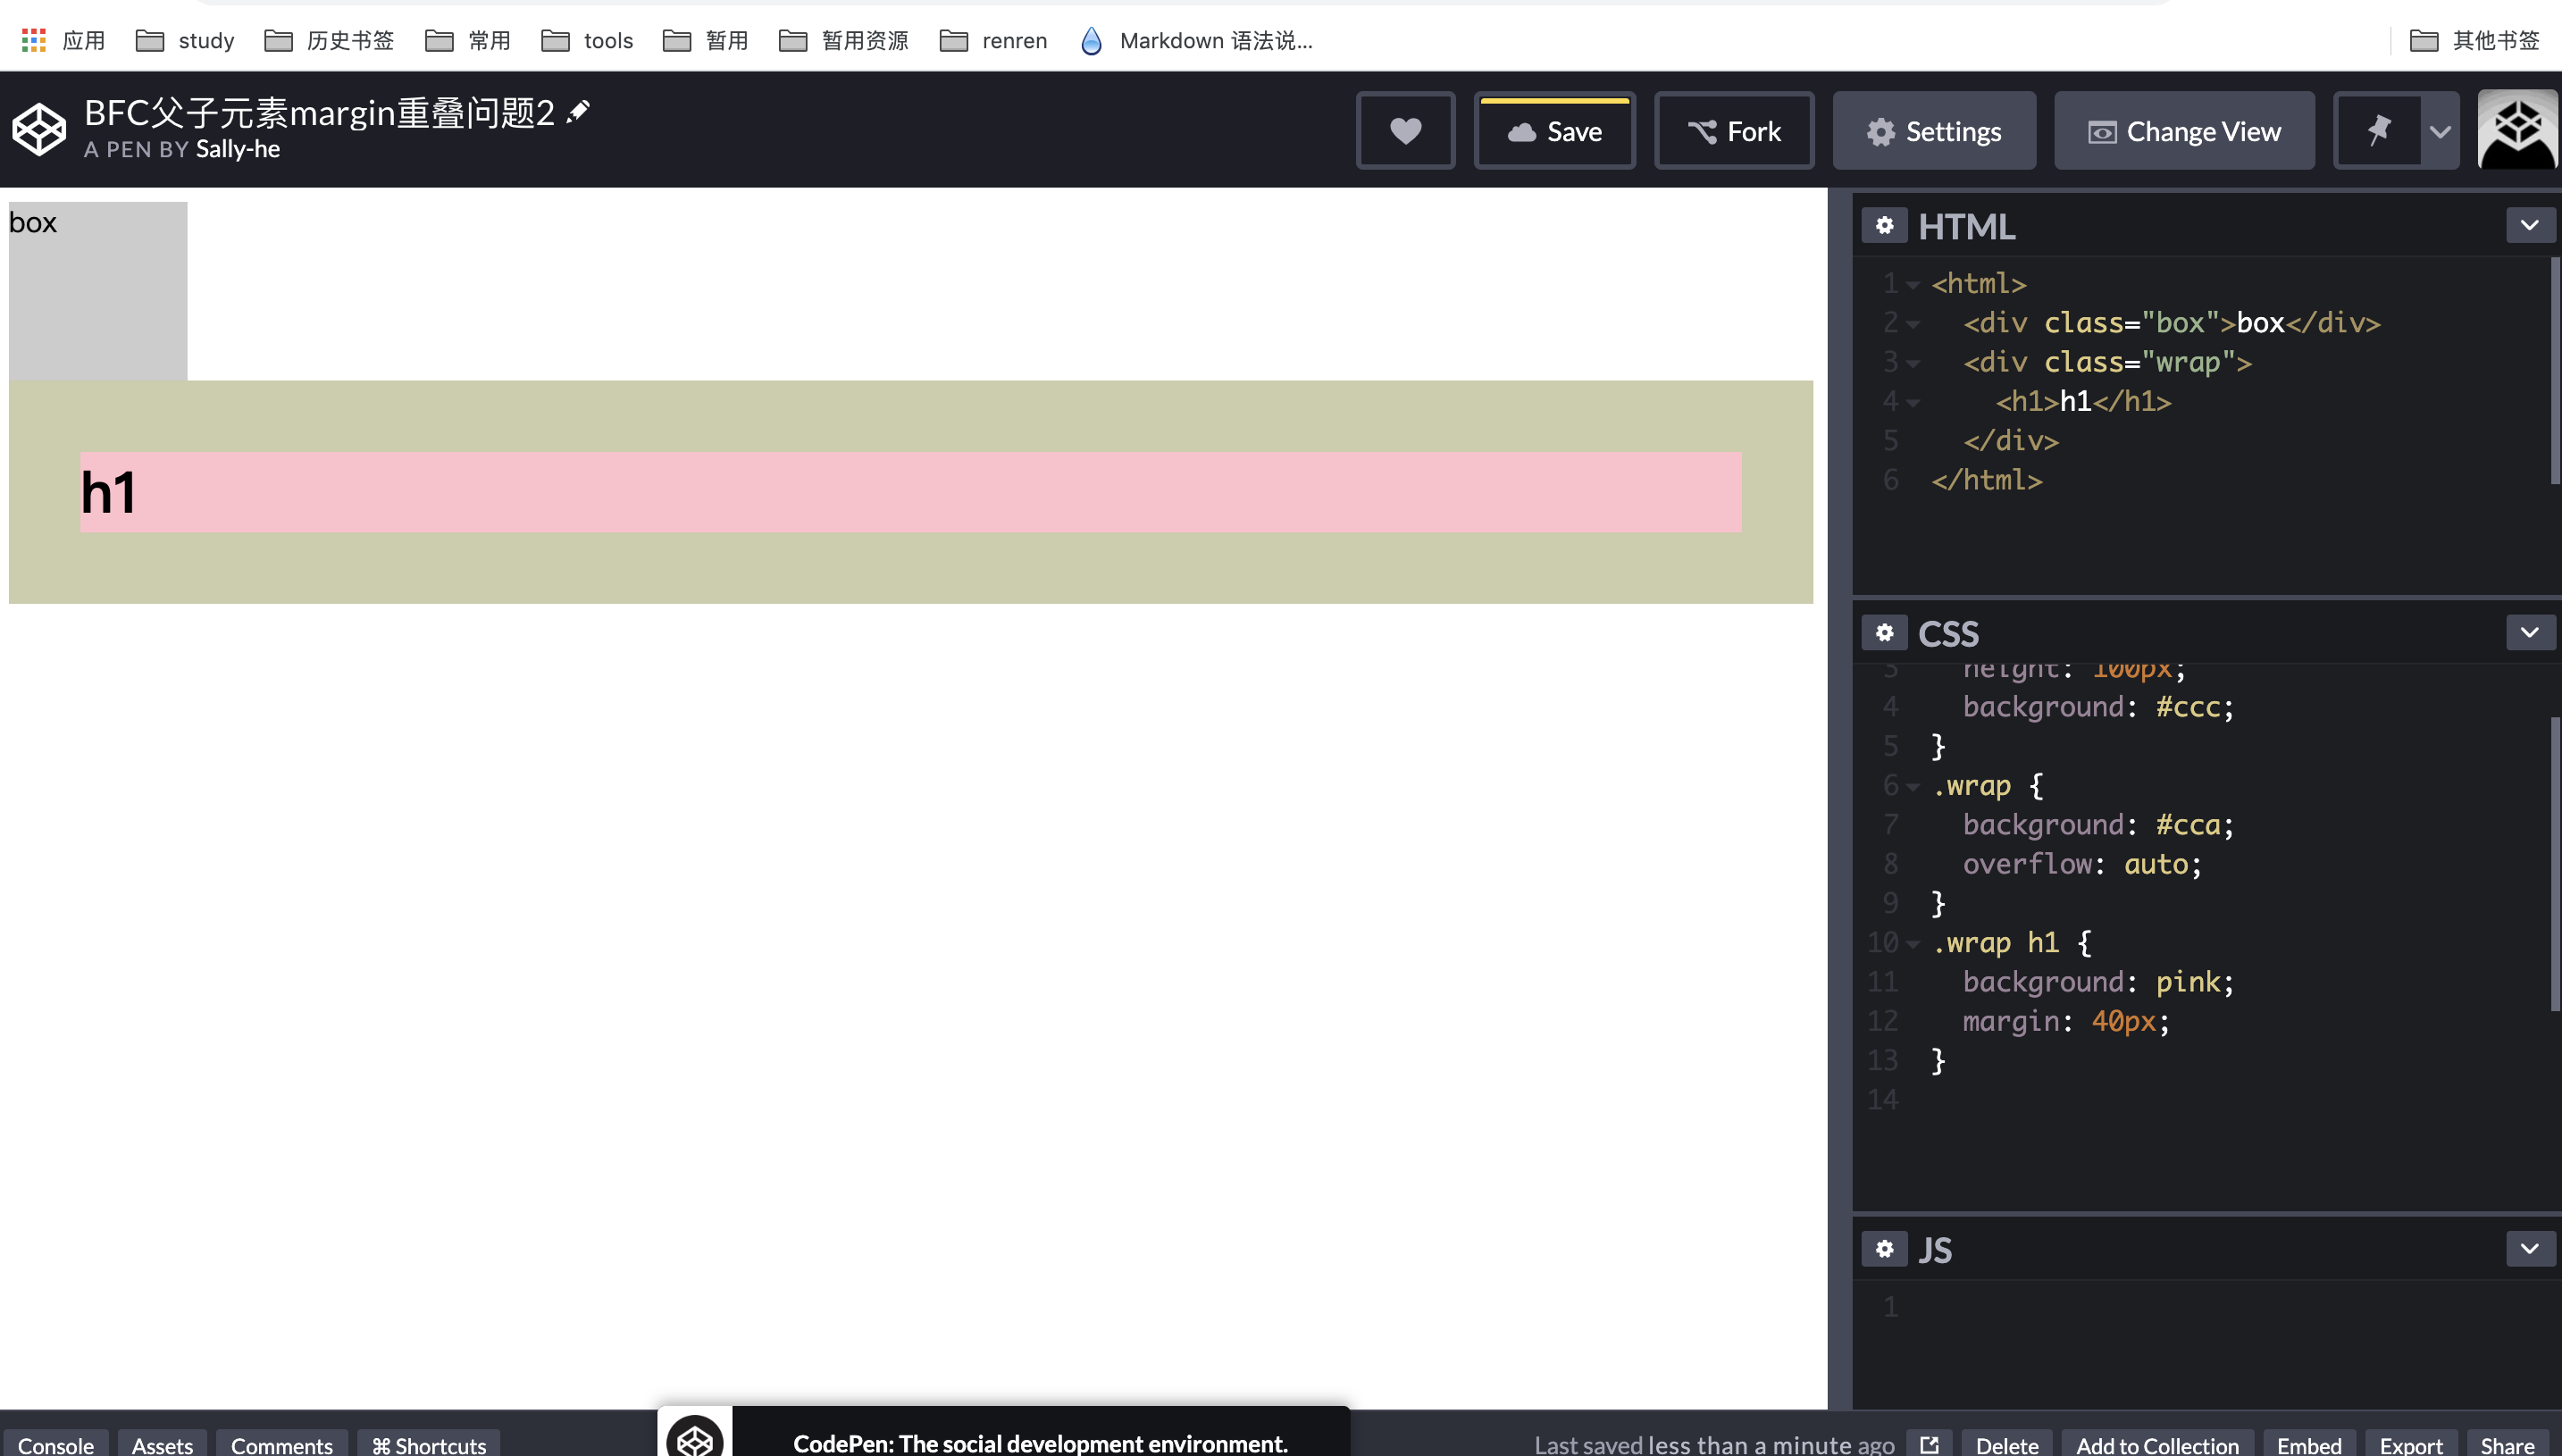 应用 study 历史书签 常用 tools 暂用 暂用资源 renren Markdown 语法说... 其他书签
BFC父子元素margin重叠问题2
A PEN BY Sally-he
Save Fork Settings Change View
box
h1
HTML
1 <html>
2 <div class="box">box</div>
3 <div class="wrap">
4 <h1>h1</h1>
5 </div>
6 </html>
CSS
3 height: 100px;
4 background: #ccc;
5 }
6 .wrap {
7 background: #cca;
8 overflow: auto;
9 }
10 .wrap h1 {
11 background: pink;
12 margin: 40px;
13 }
14
JS
1
Console Assets Comments ⌘ Shortcuts
CodePen: The social development environment.
Last saved less than a minute ago Delete Add to Collection Embed Export Share